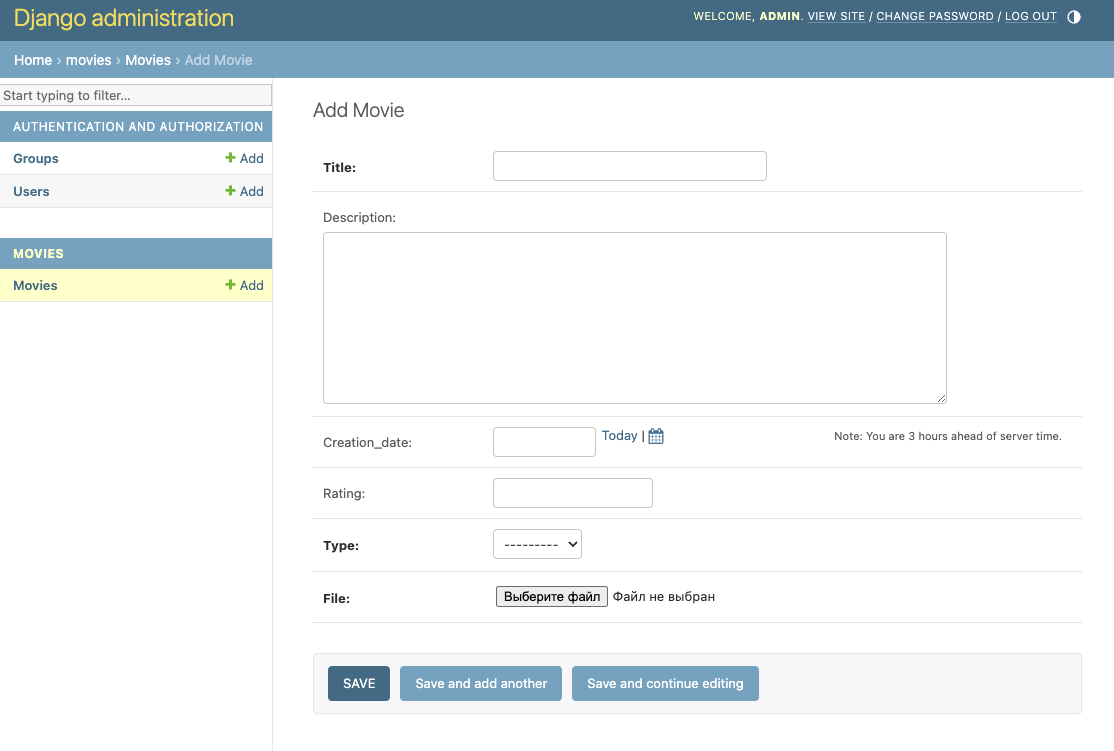 Django administration
WELCOME, ADMIN. VIEW SITE / CHANGE PASSWORD / LOG OUT
Home › movies › Movies › Add Movie
Start typing to filter...
AUTHENTICATION AND AUTHORIZATION
Groups + Add
Users + Add
MOVIES
Movies + Add
Add Movie
Title:
Description:
Creation_date: Today | Note: You are 3 hours ahead of server time.
Rating:
Type: ---------
File: Выберите файл Файл не выбран
SAVE Save and add another Save and continue editing